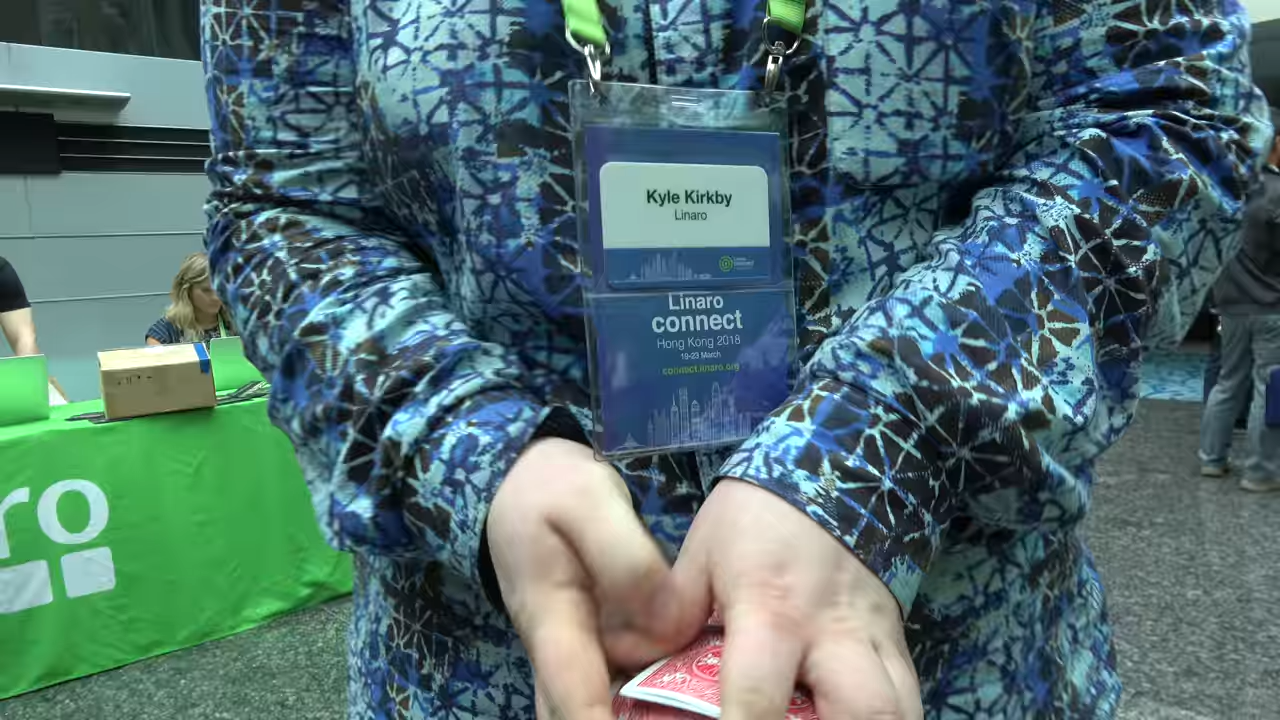 Kyle Kirkby
Linaro
Linaro
connect
Hong Kong 2018
19-23 March
connect.linaro.org
ro